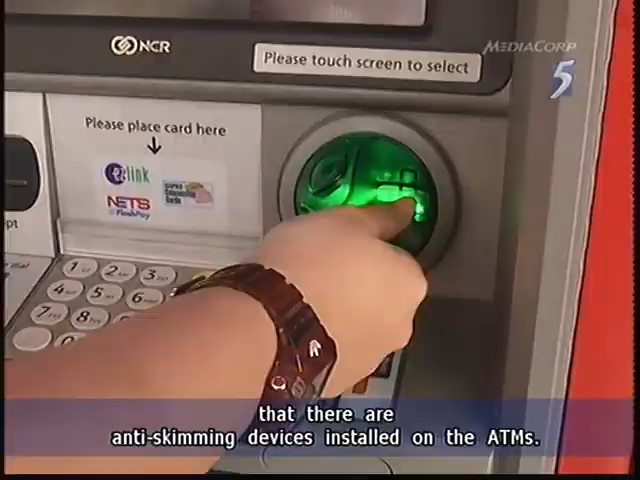 NCR
Please touch screen to select
MEDIACORP
5
Please place card here
ezlink
NETS
FlashPay
1
2
3
4
5
6
7
8
that there are
anti-skimming devices installed on the ATMs.